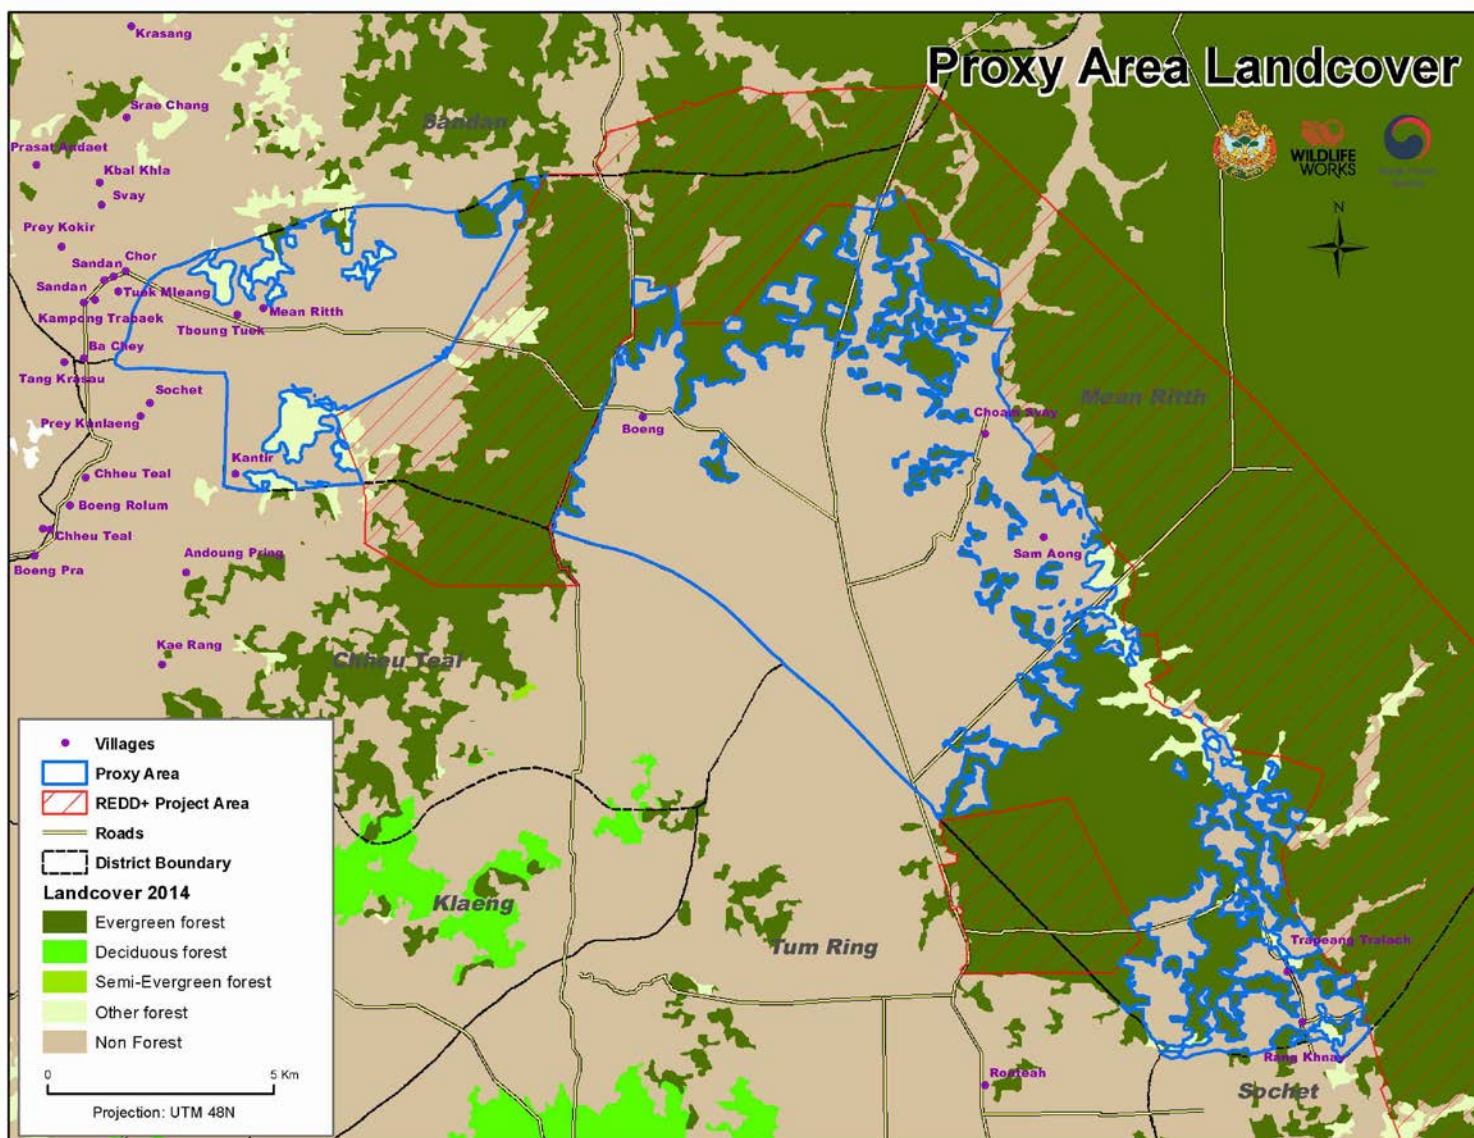 Proxy Area Landcover
WILDLIFE
WORKS
N
Krasang
Srae Chang
Sandan
Prasat Andaet
Kbal Khla
Svay
Prey Kokir
Chor
Sandan
Tuek Mleang
Sandan
Mean Ritth
Kampong Trabaek
Tboung Tuek
Ba Chey
Tang Krasau
Sochet
Mean Ritth
Prey Kanlaeng
Choam Svay
Boeng
Kantir
Chheu Teal
Boeng Rolum
Chheu Teal
Andoung Pring
Sam Aong
Boeng Pra
Kae Rang
Chheu Teal
Klaeng
Tum Ring
Trapeang Tralach
Rang Khnay
Roateah
Sochet
Villages
Proxy Area
REDD+ Project Area
Roads
District Boundary
Landcover 2014
Evergreen forest
Deciduous forest
Semi-Evergreen forest
Other forest
Non Forest
0 5 Km
Projection: UTM 48N